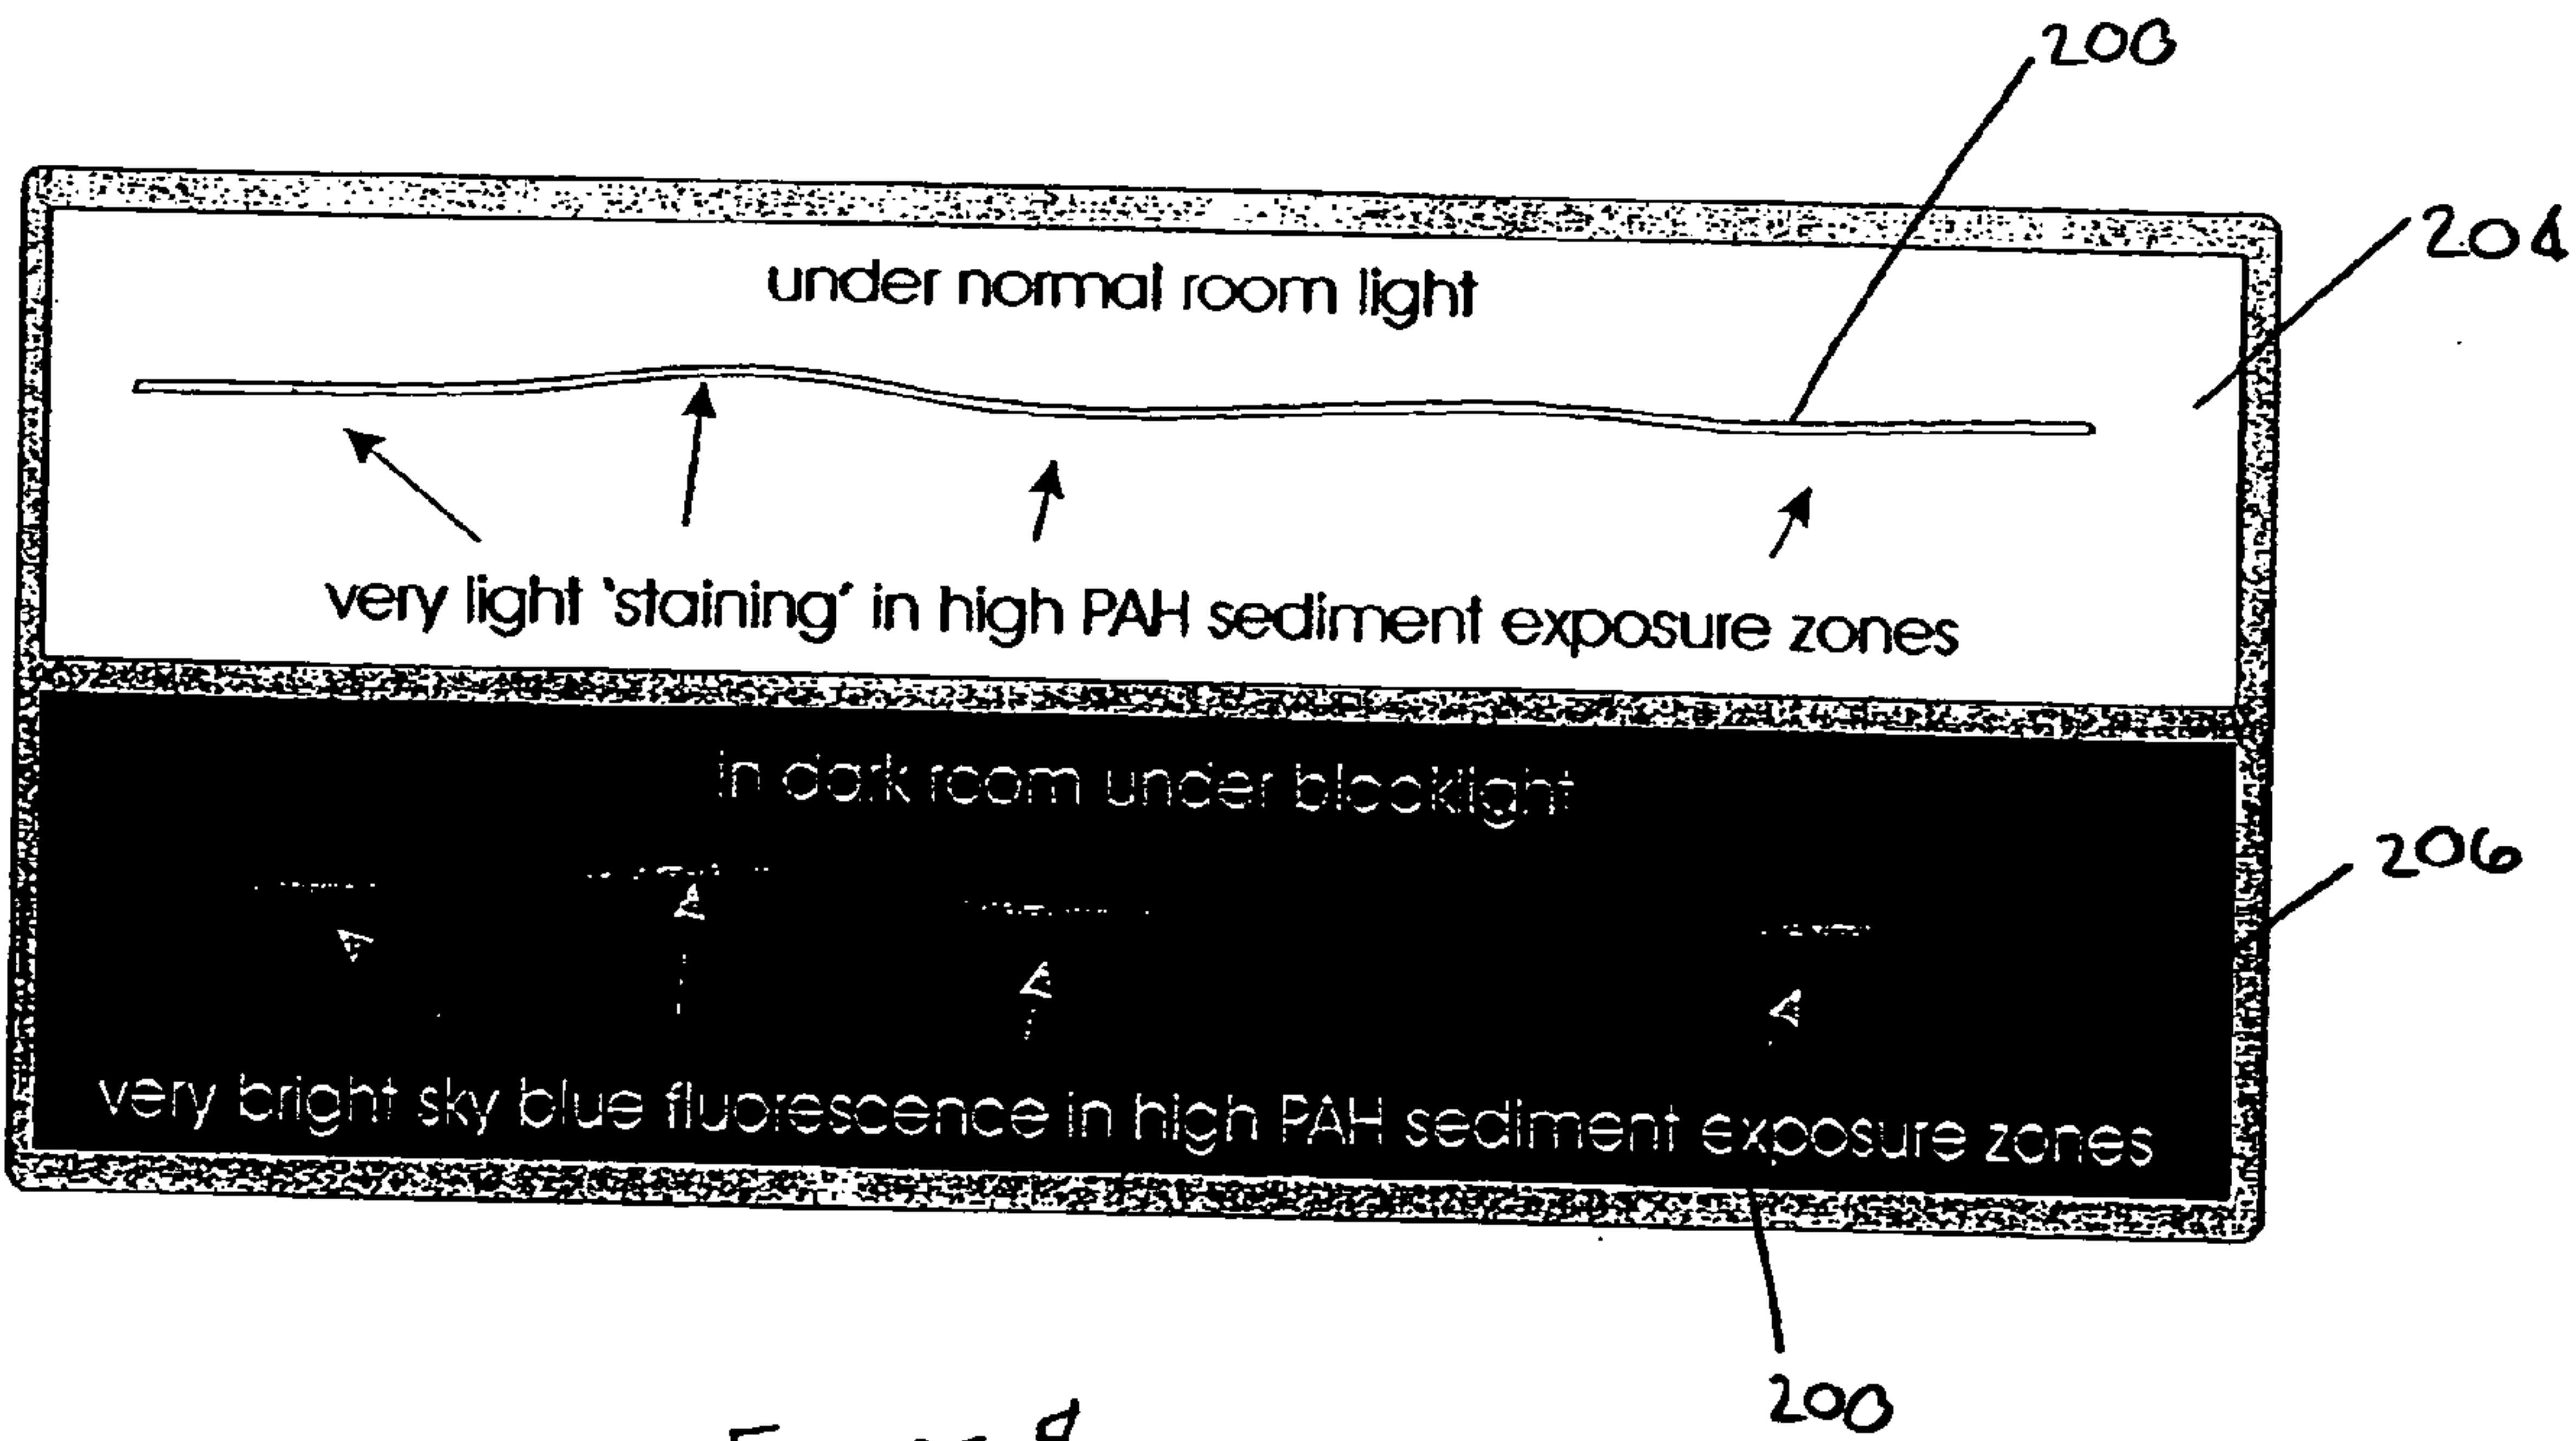 200
204
under normal room light
very light 'staining' in high PAH sediment exposure zones
in dark room under blacklight
206
very bright sky blue fluorescence in high PAH sediment exposure zones
200